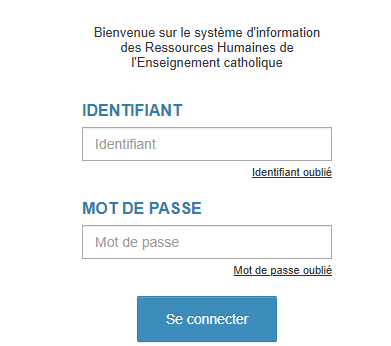 Bienvenue sur le système d'information
des Ressources Humaines de
l'Enseignement catholique
IDENTIFIANT
Identifiant
Identifiant oublié
MOT DE PASSE
Mot de passe
Mot de passe oublié
Se connecter